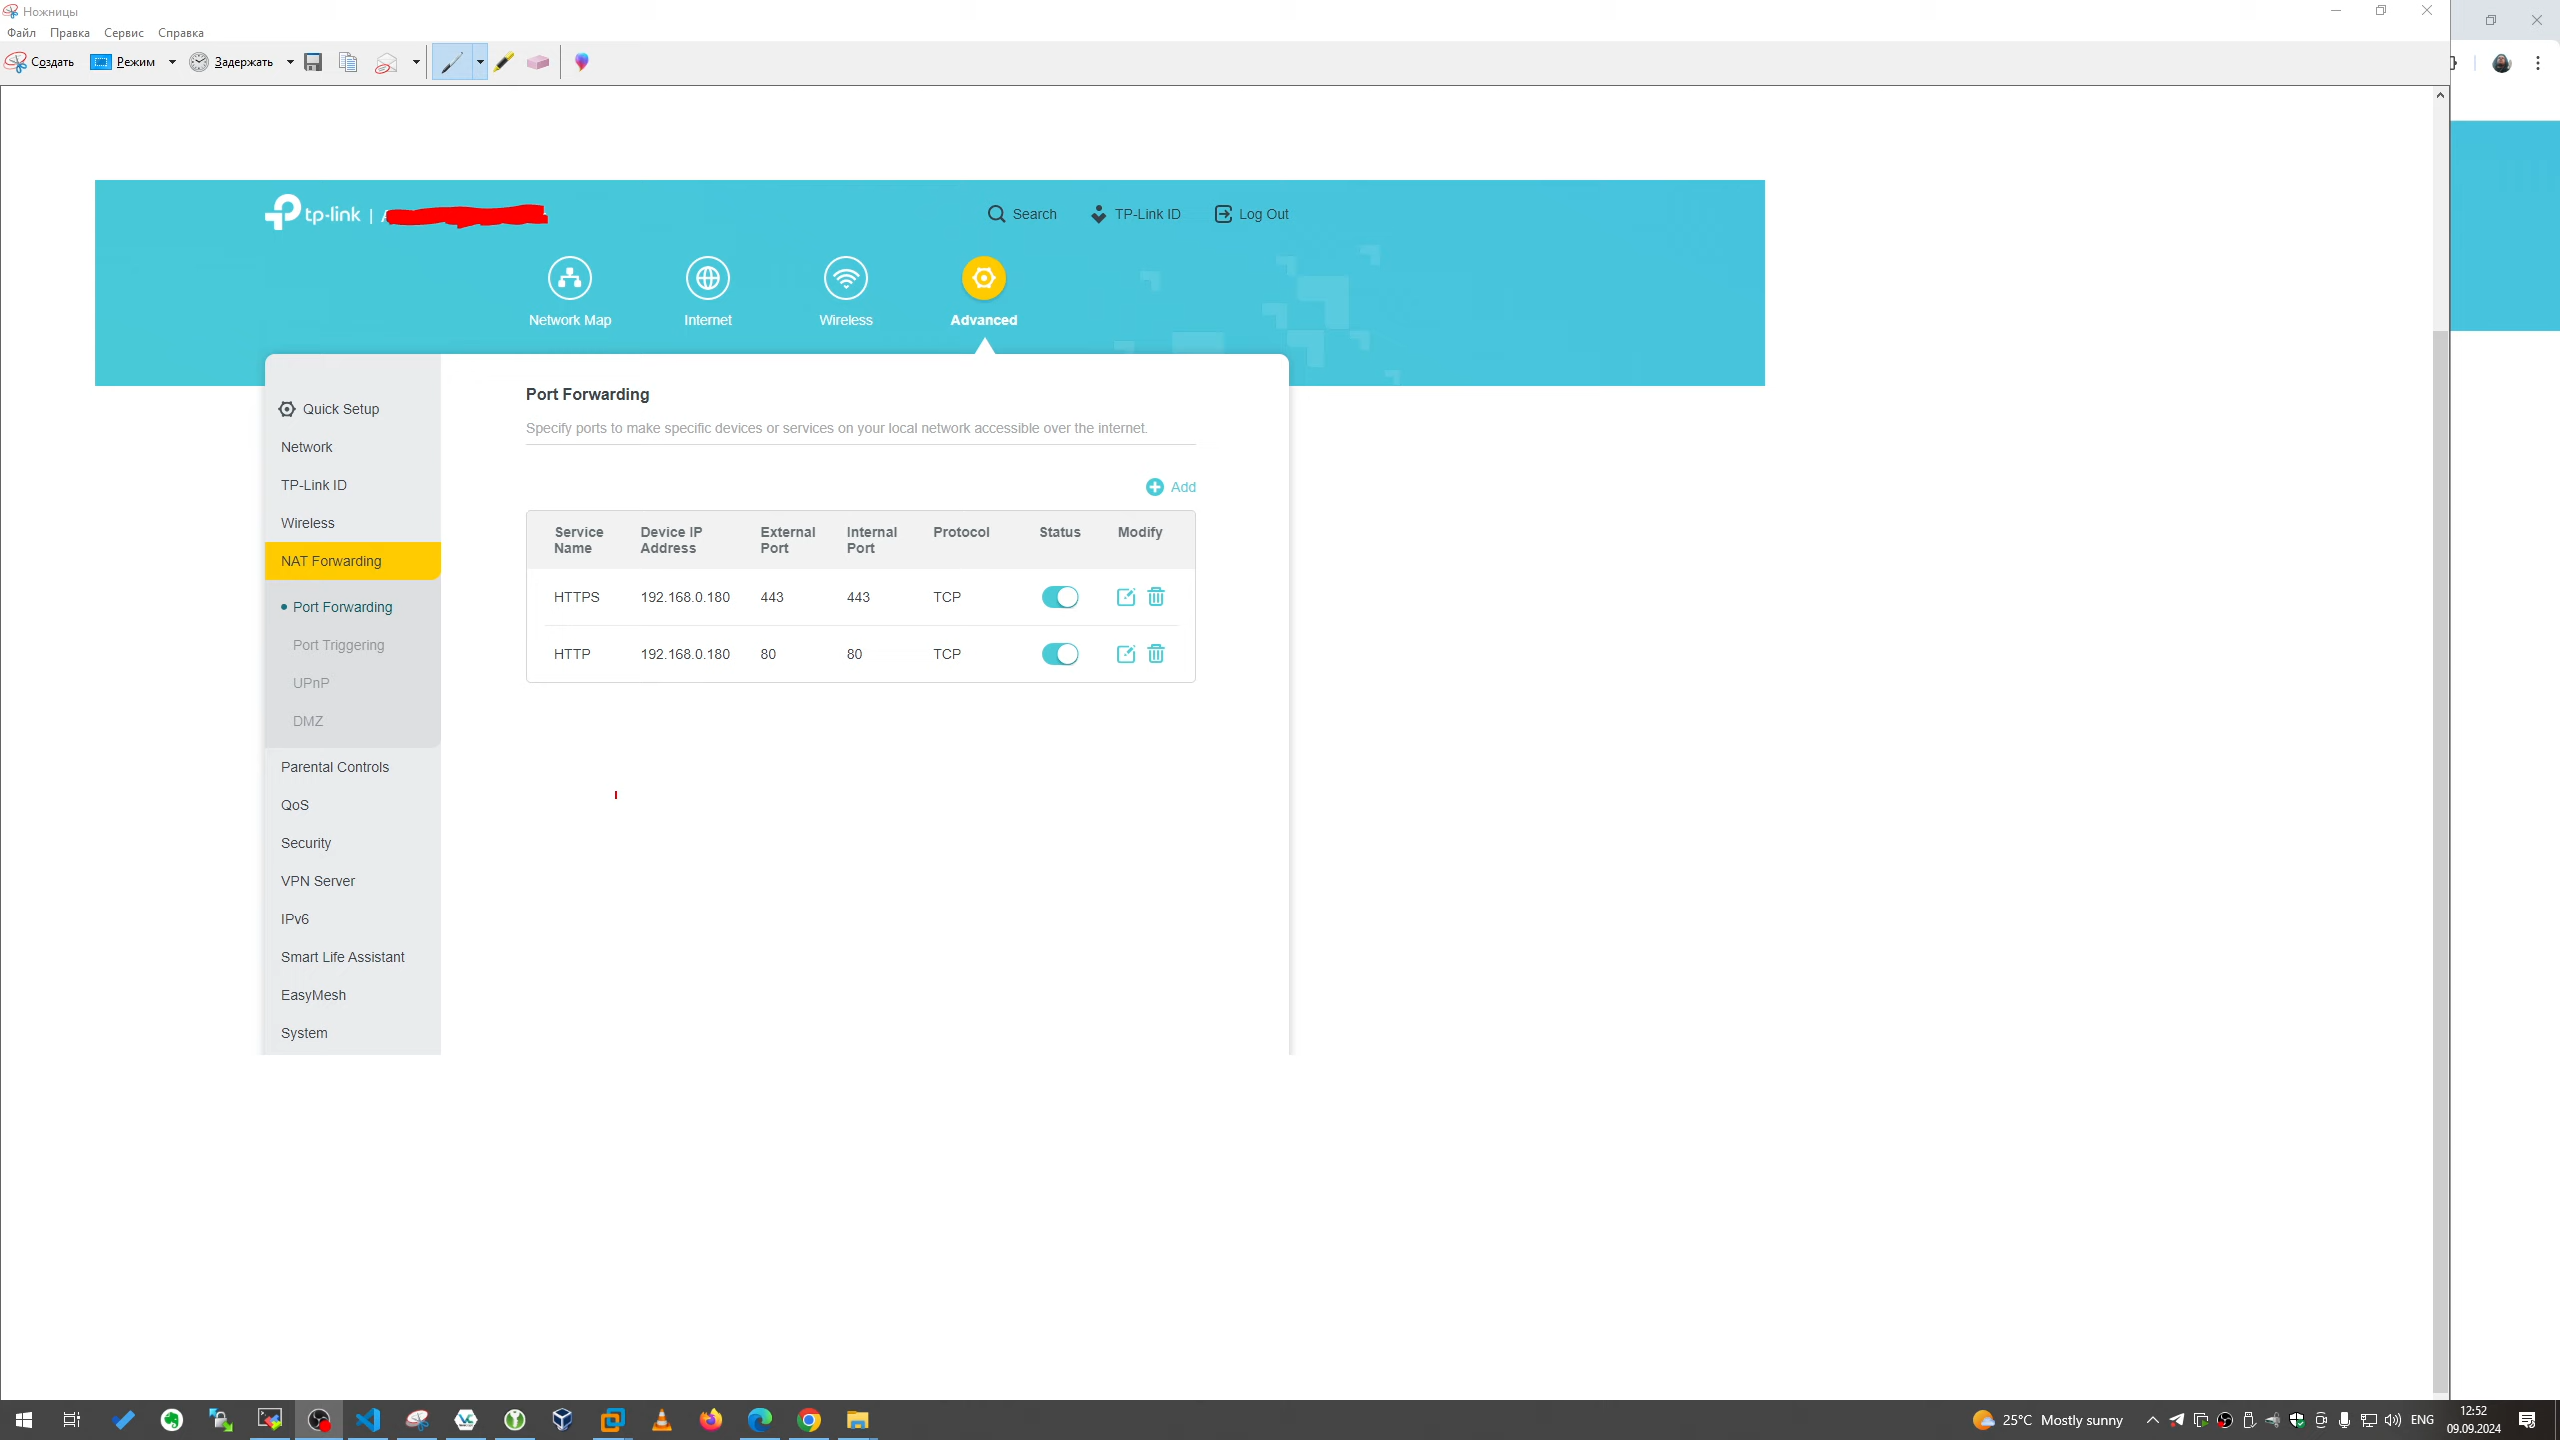 Ножницы
Файл Правка Сервис Справка
Создать Режим Задержать
tp-link |
Search TP-Link ID Log Out
Network Map Internet Wireless Advanced
Quick Setup
Network
TP-Link ID
Wireless
NAT Forwarding
Port Forwarding
Port Triggering
UPnP
DMZ
Parental Controls
QoS
Security
VPN Server
IPv6
Smart Life Assistant
EasyMesh
System
Port Forwarding
Specify ports to make specific devices or services on your local network accessible over the internet.
Add
Service Name Device IP Address External Port Internal Port Protocol Status Modify
HTTPS 192.168.0.180 443 443 TCP
HTTP 192.168.0.180 80 80 TCP
25°C Mostly sunny
ENG
12:52
09.09.2024